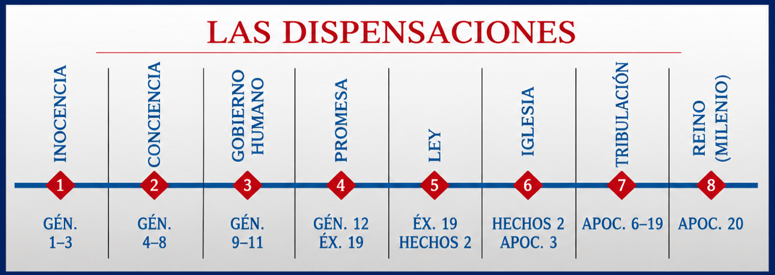 LAS DISPENSACIONES
INOCENCIA
CONCIENCIA
GOBIERNO
HUMANO
PROMESA
LEY
IGLESIA
TRIBULACIÓN
REINO
(MILENIO)
1
2
3
4
5
6
7
8
GÉN.
1–3
GÉN.
4–8
GÉN.
9–11
GÉN. 12
ÉX. 19
ÉX. 19
HECHOS 2
HECHOS 2
APOC. 3
APOC. 6–19
APOC. 20